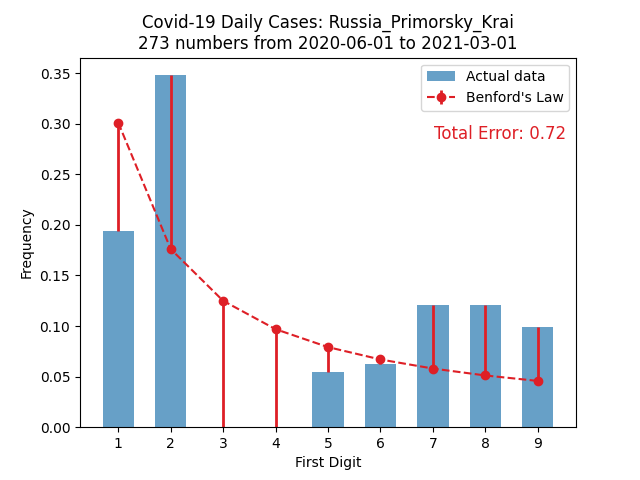 Covid-19 Daily Cases: Russia_Primorsky_Krai
273 numbers from 2020-06-01 to 2021-03-01
Actual data
Benford's Law
Total Error: 0.72
Frequency
0.35
0.30
0.25
0.20
0.15
0.10
0.05
0.00
1 2 3 4 5 6 7 8 9
First Digit